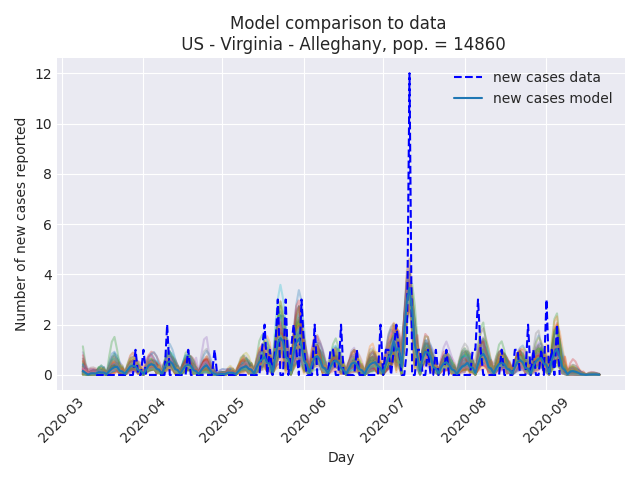 Model comparison to data
US - Virginia - Alleghany, pop. = 14860
new cases data
new cases model
Number of new cases reported
12
10
8
6
4
2
0
2020-03
2020-04
2020-05
2020-06
2020-07
2020-08
2020-09
Day